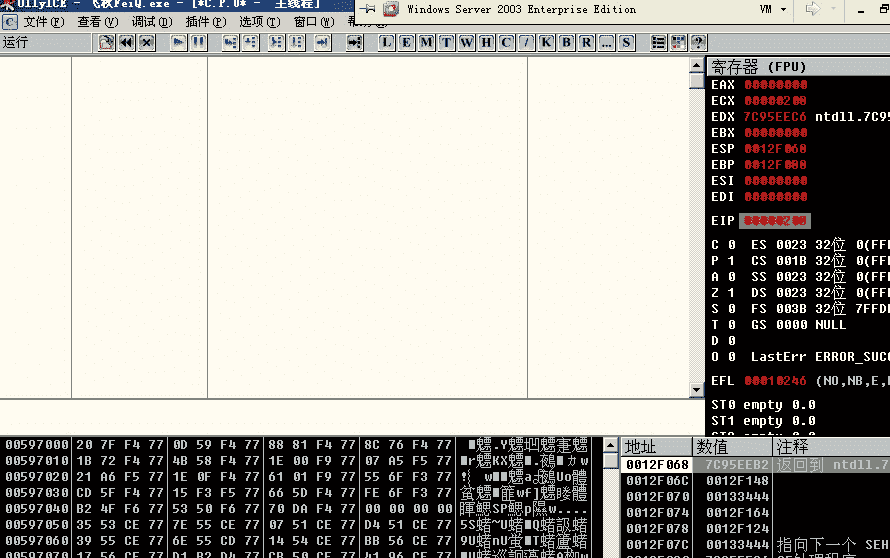 OllyICE - 飞秋FeiQ.exe - [*C.P.U* - 主线程]
Windows Server 2003 Enterprise Edition
VM
C 文件(F) 查看(V) 调试(D) 插件(P) 选项(T) 窗口(W)
运行
L E M T W H C / K B R ... S ?
寄存器 (FPU)
EAX 00000000
ECX 00000200
EDX 7C95EEC6 ntdll.7C95
EBX 00000000
ESP 0012F068
EBP 0012F088
ESI 00000000
EDI 00000000
EIP 00000200
C 0 ES 0023 32位 0(FFF
P 1 CS 001B 32位 0(FFF
A 0 SS 0023 32位 0(FFF
Z 1 DS 0023 32位 0(FFF
S 0 FS 003B 32位 7FFD
T 0 GS 0000 NULL
D 0
O 0 LastErr ERROR_SUCC
EFL 00010246 (NO,NB,E,
ST0 empty 0.0
ST1 empty 0.0
00597000 20 7F F4 77 0D 59 F4 77 88 81 F4 77 8C 76 F4 77
00597010 1B 72 F4 77 4B 58 F4 77 1E 00 F9 77 07 A5 F5 77
00597020 21 A6 F5 77 1E 0F F4 77 61 01 F9 77 55 6F F3 77
00597030 CD 5F F4 77 15 F3 F5 77 66 5D F4 77 FE 6F F3 77
00597040 B2 4F F6 77 53 50 F6 77 70 DA F4 77 00 00 00 00
00597050 35 53 CE 77 7E 55 CE 77 07 51 CE 77 D4 51 CE 77
00597060 39 55 CE 77 6E 55 CD 77 14 54 CE 77 BB 56 CE 77
地址 数值 注释
0012F068 7C95EEB2 返回到 ntdll.7
0012F06C 0012F148
0012F070 00133444
0012F074 0012F164
0012F078 0012F124
0012F07C 00133444 指向下一个 SEH